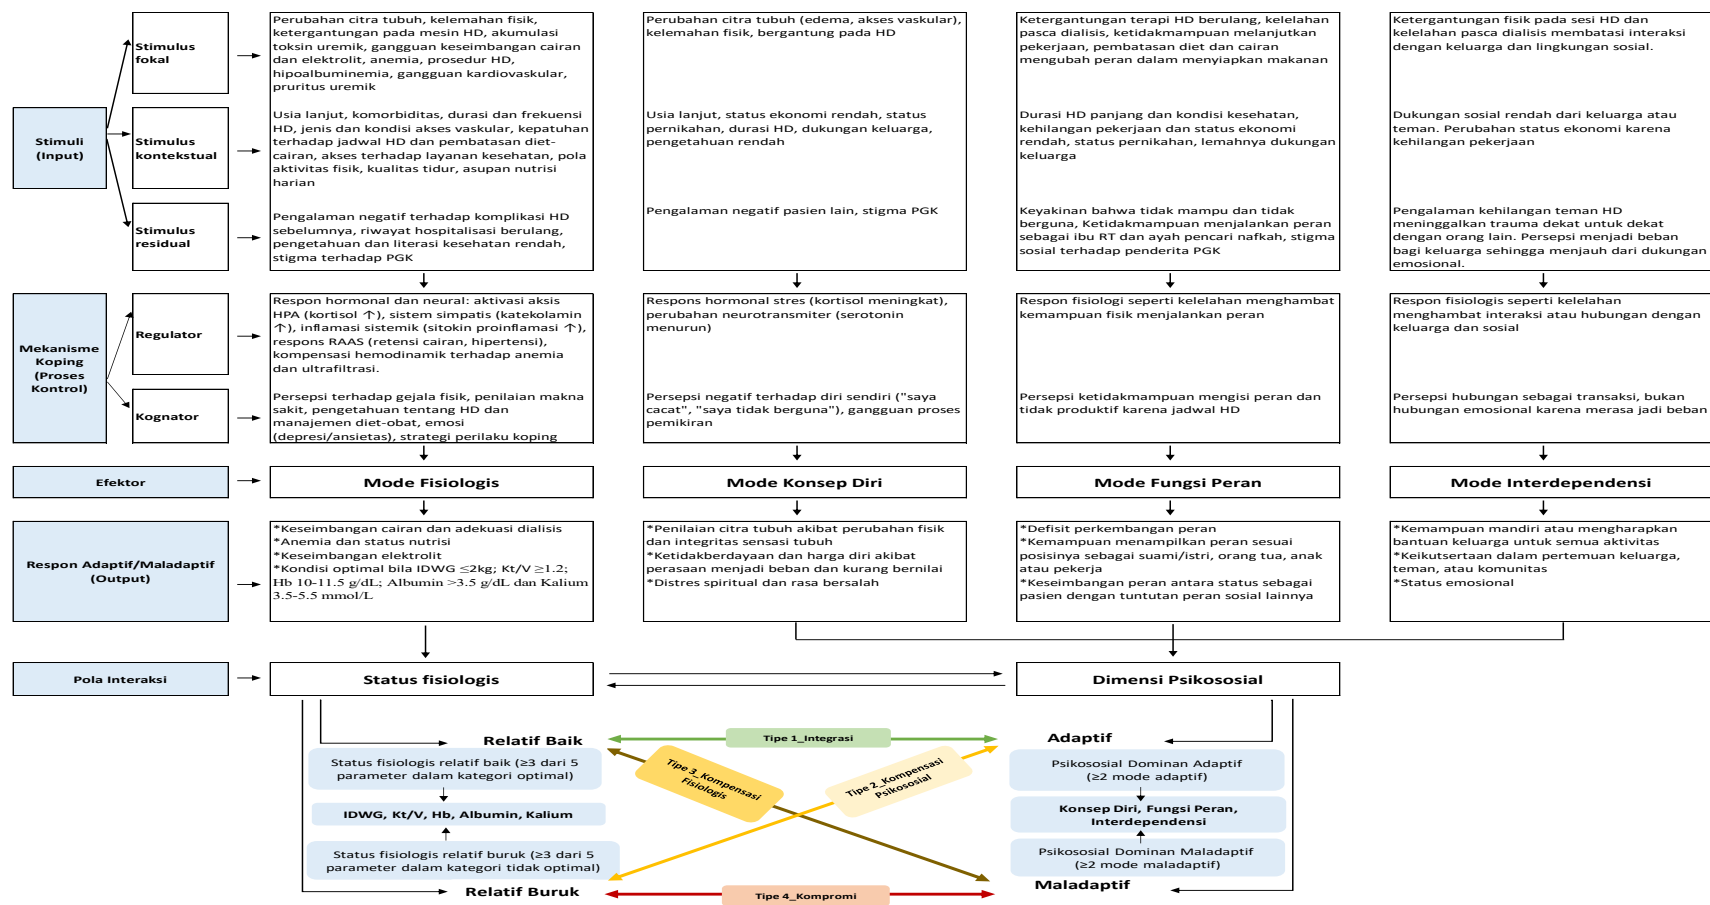 Stimuli
(Input)
Stimulus
fokal
Perubahan citra tubuh, kelemahan fisik,
ketergantungan pada mesin HD, akumulasi
toksin uremik, gangguan keseimbangan cairan
dan elektrolit, anemia, prosedur HD,
hipoalbuminemia, gangguan kardiovaskular,
pruritus uremik
Perubahan citra tubuh (edema, akses vaskular),
kelemahan fisik, bergantung pada HD
Ketergantungan terapi HD berulang, kelelahan
pasca dialisis, ketidakmampuan melanjutkan
pekerjaan, pembatasan diet dan cairan
mengubah peran dalam menyiapkan makanan
Ketergantungan fisik pada sesi HD dan
kelelahan pasca dialisis membatasi interaksi
dengan keluarga dan lingkungan sosial.
Stimulus
kontekstual
Usia lanjut, komorbiditas, durasi dan frekuensi
HD, jenis dan kondisi akses vaskular, kepatuhan
terhadap jadwal HD dan pembatasan diet-
cairan, akses terhadap layanan kesehatan, pola
aktivitas fisik, kualitas tidur, asupan nutrisi
harian
Usia lanjut, status ekonomi rendah, status
pernikahan, durasi HD, dukungan keluarga,
pengetahuan rendah
Durasi HD panjang dan kondisi kesehatan,
kehilangan pekerjaan dan status ekonomi
rendah, status pernikahan, lemahnya dukungan
keluarga
Dukungan sosial rendah dari keluarga atau
teman. Perubahan status ekonomi karena
kehilangan pekerjaan
Stimulus
residual
Pengalaman negatif terhadap komplikasi HD
sebelumnya, riwayat hospitalisasi berulang,
pengetahuan dan literasi kesehatan rendah,
stigma terhadap PGK
Pengalaman negatif pasien lain, stigma PGK
Keyakinan bahwa tidak mampu dan tidak
berguna, Ketidakmampuan menjalankan peran
sebagai ibu RT dan ayah pencari nafkah, stigma
sosial terhadap penderita PGK
Pengalaman kehilangan teman HD
meninggalkan trauma dekat untuk dekat
dengan orang lain. Persepsi menjadi beban
bagi keluarga sehingga menjauh dari dukungan
emosional.
Mekanisme
Koping
(Proses
Kontrol)
Regulator
Respon hormonal dan neural: aktivasi aksis
HPA (kortisol ↑), sistem simpatis (katekolamin
↑), inflamasi sistemik (sitokin proinflamasi ↑),
respons RAAS (retensi cairan, hipertensi),
kompensasi hemodinamik terhadap anemia
dan ultrafiltrasi.
Respons hormonal stres (kortisol meningkat),
perubahan neurotransmiter (serotonin
menurun)
Respon fisiologi seperti kelelahan menghambat
kemampuan fisik menjalankan peran
Respon fisiologis seperti kelelahan
menghambat interaksi atau hubungan dengan
keluarga dan sosial
Kognator
Persepsi terhadap gejala fisik, penilaian makna
sakit, pengetahuan tentang HD dan
manajemen diet-obat, emosi
(depresi/ansietas), strategi perilaku koping
Persepsi negatif terhadap diri sendiri ("saya
cacat", "saya tidak berguna"), gangguan proses
pemikiran
Persepsi ketidakmampuan mengisi peran dan
tidak produktif karena jadwal HD
Persepsi hubungan sebagai transaksi, bukan
hubungan emosional karena merasa jadi beban
Efektor
Mode Fisiologis
Mode Konsep Diri
Mode Fungsi Peran
Mode Interdependensi
Respon Adaptif/Maladaptif
(Output)
*Keseimbangan cairan dan adekuasi dialisis
*Anemia dan status nutrisi
*Keseimbangan elektrolit
*Kondisi optimal bila IDWG ≤2kg; Kt/V ≥1.2;
Hb 10-11.5 g/dL; Albumin >3.5 g/dL dan Kalium
3.5-5.5 mmol/L
*Penilaian citra tubuh akibat perubahan fisik
dan integritas sensasi tubuh
*Ketidakberdayaan dan harga diri akibat
perasaan menjadi beban dan kurang bernilai
*Distres spiritual dan rasa bersalah
*Defisit perkembangan peran
*Kemampuan menampilkan peran sesuai
posisinya sebagai suami/istri, orang tua, anak
atau pekerja
*Keseimbangan peran antara status sebagai
pasien dengan tuntutan peran sosial lainnya
*Kemampuan mandiri atau mengharapkan
bantuan keluarga untuk semua aktivitas
*Keikutsertaan dalam pertemuan keluarga,
teman, atau komunitas
*Status emosional
Pola Interaksi
Status fisiologis
Dimensi Psikososial
Relatif Baik
Tipe 1_Integrasi
Adaptif
Status fisiologis relatif baik (≥3 dari 5
parameter dalam kategori optimal)
Tipe 3_Kompensasi
Fisiologis
Tipe 2_Kompensasi
Psikososial
Psikososial Dominan Adaptif
(≥2 mode adaptif)
IDWG, Kt/V, Hb, Albumin, Kalium
Konsep Diri, Fungsi Peran,
Interdependensi
Status fisiologis relatif buruk (≥3 dari 5
parameter dalam kategori tidak optimal)
Psikososial Dominan Maladaptif
(≥2 mode maladaptif)
Relatif Buruk
Tipe 4_Kompromi
Maladaptif